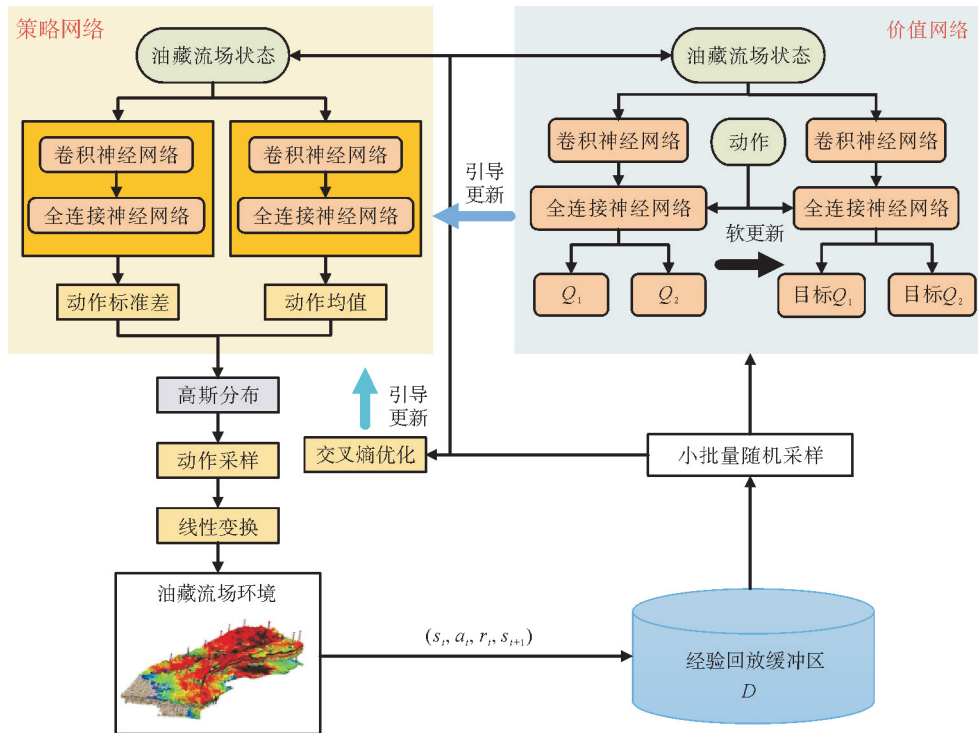 策略网络
油藏流场状态
卷积神经网络
全连接神经网络
卷积神经网络
全连接神经网络
动作标准差
动作均值
高斯分布
动作采样
线性变换
油藏流场环境
引导
更新
引导
更新
交叉熵优化
价值网络
油藏流场状态
卷积神经网络
动作
卷积神经网络
全连接神经网络
全连接神经网络
软更新
Q₁
Q₂
目标Q₁
目标Q₂
小批量随机采样
(sₜ, aₜ, rₜ, sₜ₊₁)
经验回放缓冲区
D